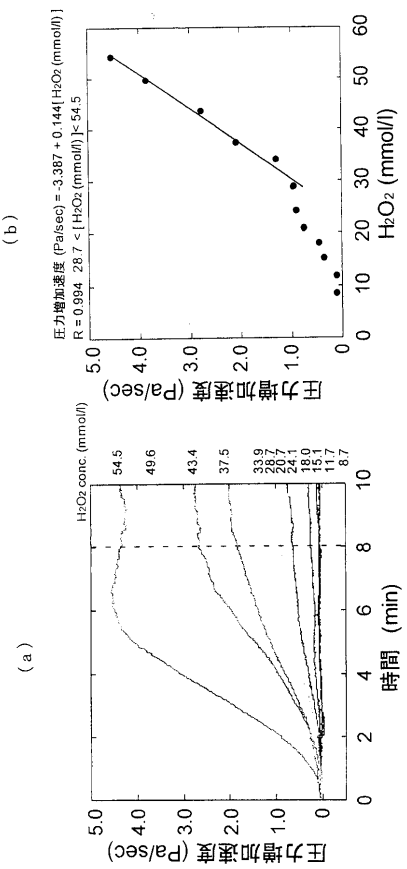 (a)
H2O2 conc. (mmol/l)
54.5
49.6
43.4
37.5
33.9
28.7
20.7
24.1
18.0
15.1
11.7
8.7
5.0
4.0
3.0
2.0
1.0
0
圧力増加速度 (Pa/sec)
0 2 4 6 8 10
時間 (min)
(b)
圧力増加速度 (Pa/sec) = -3.387 + 0.144[H2O2 (mmol/l)]
R = 0.994 28.7 < [H2O2 (mmol/l)] < 54.5
5.0
4.0
3.0
2.0
1.0
0
圧力増加速度 (Pa/sec)
0 10 20 30 40 50 60
H2O2 (mmol/l)